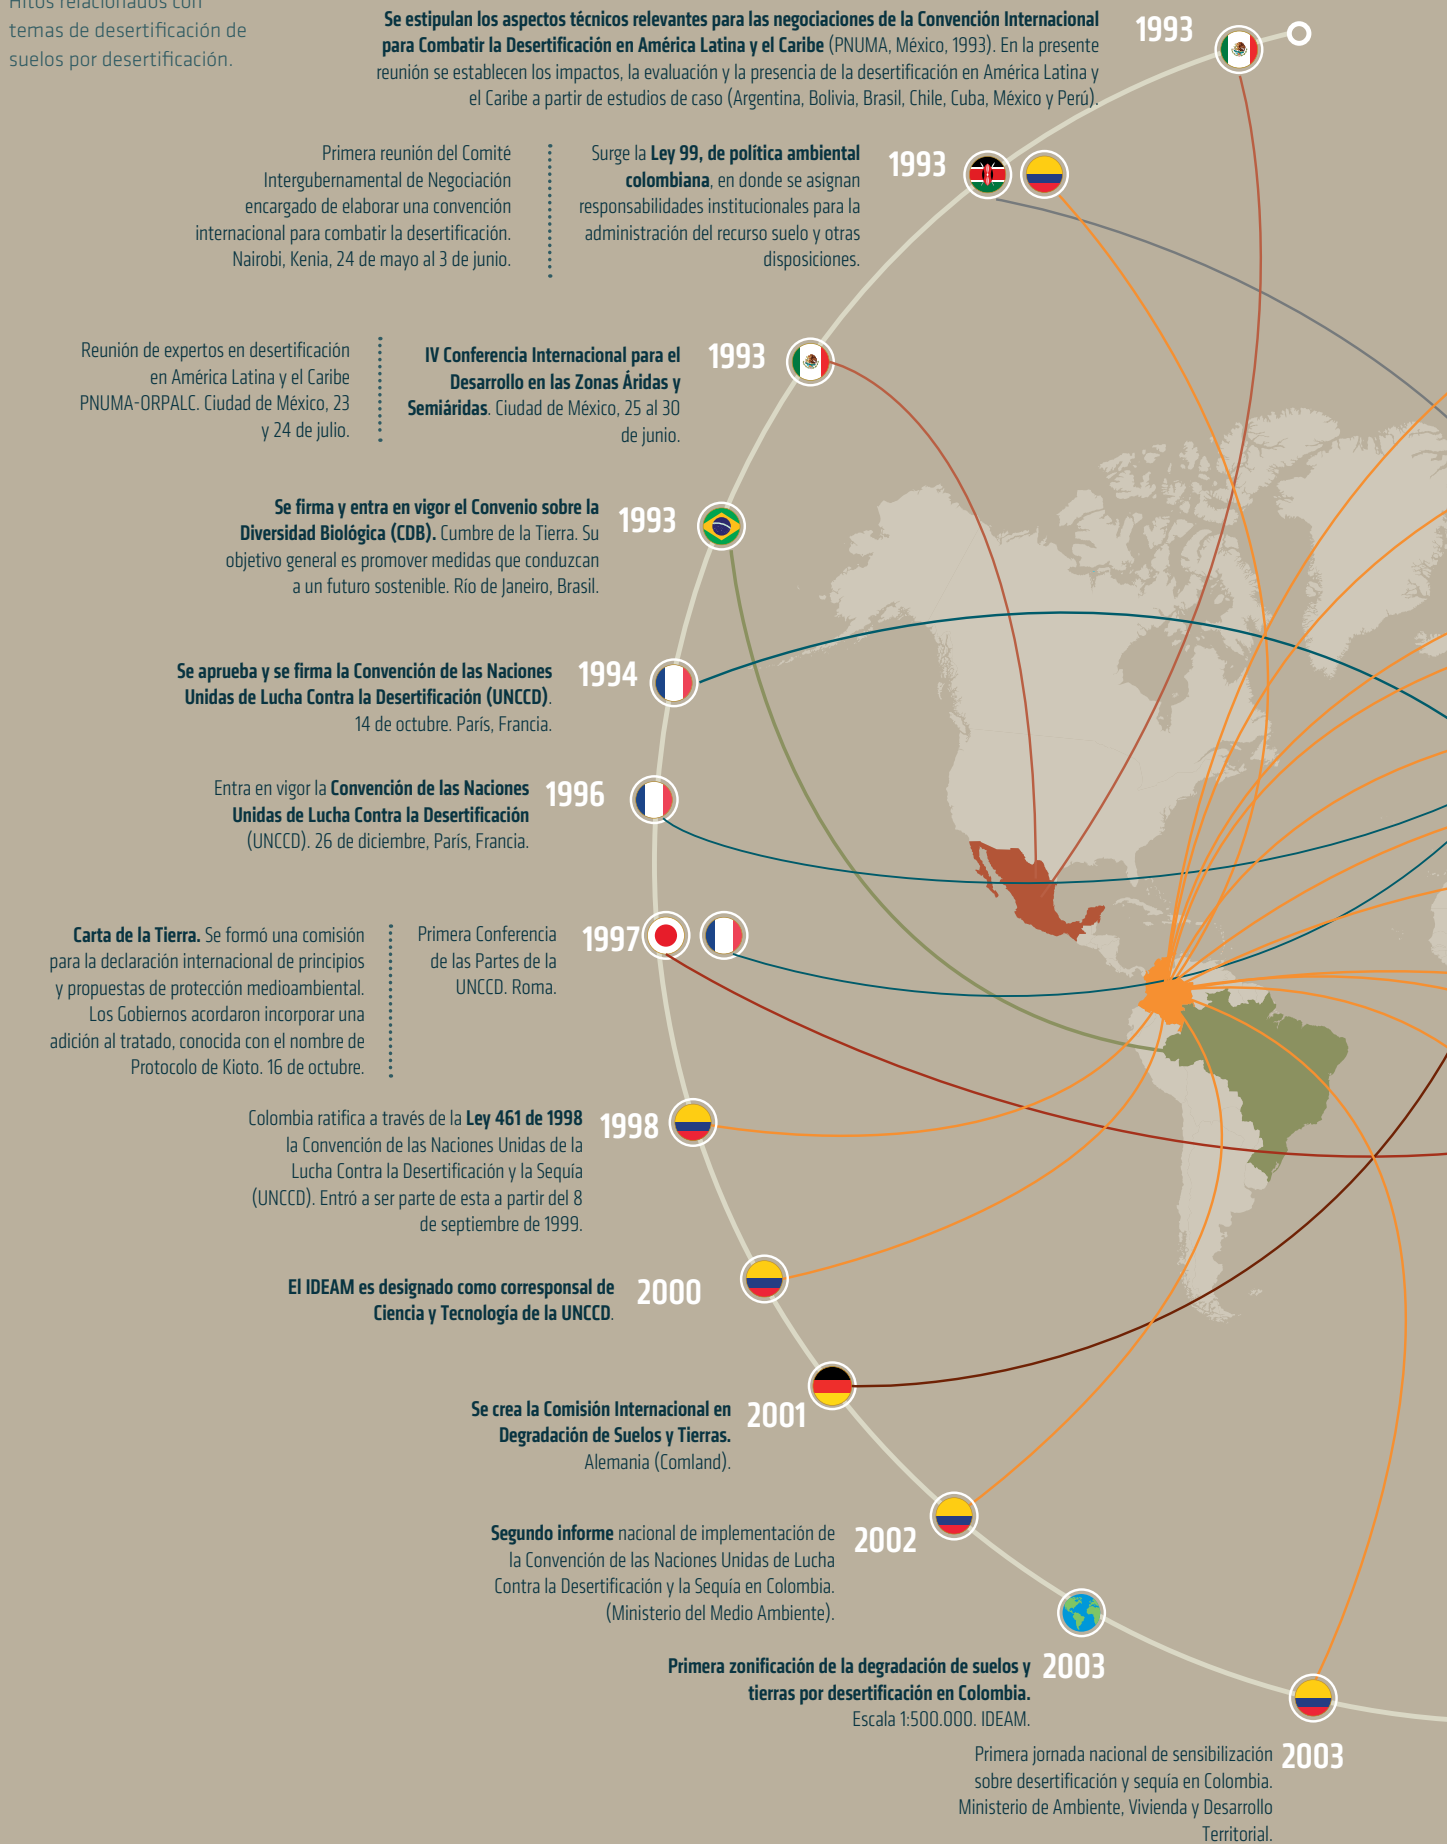 Hitos relacionados con
temas de desertificación de
suelos por desertificación.
Se estipulan los aspectos técnicos relevantes para las negociaciones de la Convención Internacional
para Combatir la Desertificación en América Latina y el Caribe (PNUMA, México, 1993). En la presente
reunión se establecen los impactos, la evaluación y la presencia de la desertificación en América Latina y
el Caribe a partir de estudios de caso (Argentina, Bolivia, Brasil, Chile, Cuba, México y Perú).
1993
Primera reunión del Comité
Intergubernamental de Negociación
encargado de elaborar una convención
internacional para combatir la desertificación.
Nairobi, Kenia, 24 de mayo al 3 de junio.
Surge la Ley 99, de política ambiental
colombiana, en donde se asignan
responsabilidades institucionales para la
administración del recurso suelo y otras
disposiciones.
1993
Reunión de expertos en desertificación
en América Latina y el Caribe
PNUMA-ORPALC. Ciudad de México, 23
y 24 de julio.
IV Conferencia Internacional para el
Desarrollo en las Zonas Áridas y
Semiáridas. Ciudad de México, 25 al 30
de junio.
1993
Se firma y entra en vigor el Convenio sobre la
Diversidad Biológica (CDB). Cumbre de la Tierra. Su
objetivo general es promover medidas que conduzcan
a un futuro sostenible. Río de Janeiro, Brasil.
1993
Se aprueba y se firma la Convención de las Naciones
Unidas de Lucha Contra la Desertificación (UNCCD).
14 de octubre. París, Francia.
1994
Entra en vigor la Convención de las Naciones
Unidas de Lucha Contra la Desertificación
(UNCCD). 26 de diciembre, París, Francia.
1996
Carta de la Tierra. Se formó una comisión
para la declaración internacional de principios
y propuestas de protección medioambiental.
Los Gobiernos acordaron incorporar una
adición al tratado, conocida con el nombre de
Protocolo de Kioto. 16 de octubre.
Primera Conferencia
de las Partes de la
UNCCD. Roma.
1997
Colombia ratifica a través de la Ley 461 de 1998
la Convención de las Naciones Unidas de la
Lucha Contra la Desertificación y la Sequía
(UNCCD). Entró a ser parte de esta a partir del 8
de septiembre de 1999.
1998
El IDEAM es designado como corresponsal de
Ciencia y Tecnología de la UNCCD.
2000
Se crea la Comisión Internacional en
Degradación de Suelos y Tierras.
Alemania (Comland).
2001
Segundo informe nacional de implementación de
la Convención de las Naciones Unidas de Lucha
Contra la Desertificación y la Sequía en Colombia.
(Ministerio del Medio Ambiente).
2002
Primera zonificación de la degradación de suelos y
tierras por desertificación en Colombia.
Escala 1:500.000. IDEAM.
2003
Primera jornada nacional de sensibilización
sobre desertificación y sequía en Colombia.
Ministerio de Ambiente, Vivienda y Desarrollo
Territorial.
2003